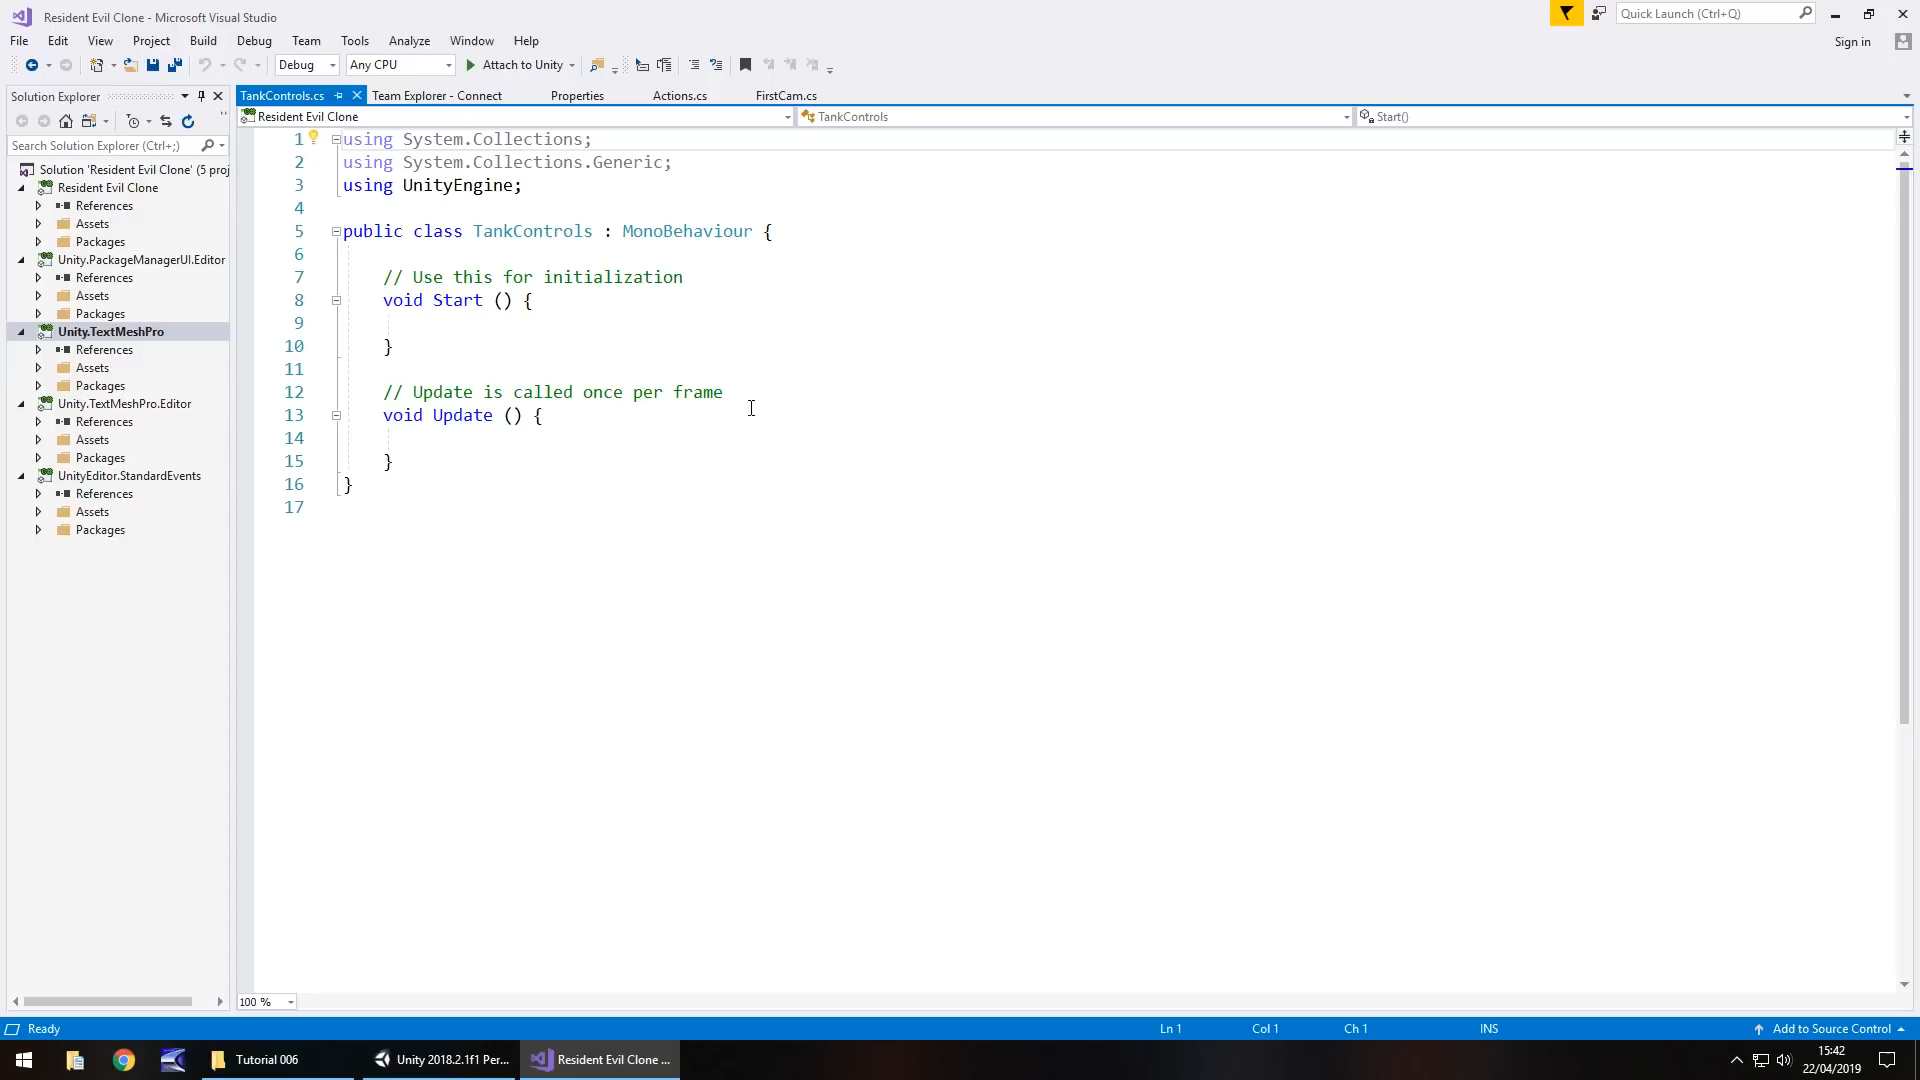 Resident Evil Clone - Microsoft Visual Studio
Quick Launch (Ctrl+Q)
File Edit View Project Build Debug Team Tools Analyze Window Help
Sign in
Debug Any CPU Attach to Unity
Solution Explorer
TankControls.cs Team Explorer - Connect Properties Actions.cs FirstCam.cs
Resident Evil Clone TankControls Start()
Search Solution Explorer (Ctrl+;)
Solution 'Resident Evil Clone' (5 proj
Resident Evil Clone
References
Assets
Packages
Unity.PackageManagerUI.Editor
References
Assets
Packages
Unity.TextMeshPro
References
Assets
Packages
Unity.TextMeshPro.Editor
References
Assets
Packages
UnityEditor.StandardEvents
References
Assets
Packages
1 using System.Collections;
2 using System.Collections.Generic;
3 using UnityEngine;
4
5 public class TankControls : MonoBehaviour {
6
7 // Use this for initialization
8 void Start () {
9
10 }
11
12 // Update is called once per frame
13 void Update () {
14
15 }
16 }
17
100 %
Ready Ln 1 Col 1 Ch 1 INS Add to Source Control
Tutorial 006 Unity 2018.2.1f1 Per... Resident Evil Clone ...
15:42
22/04/2019